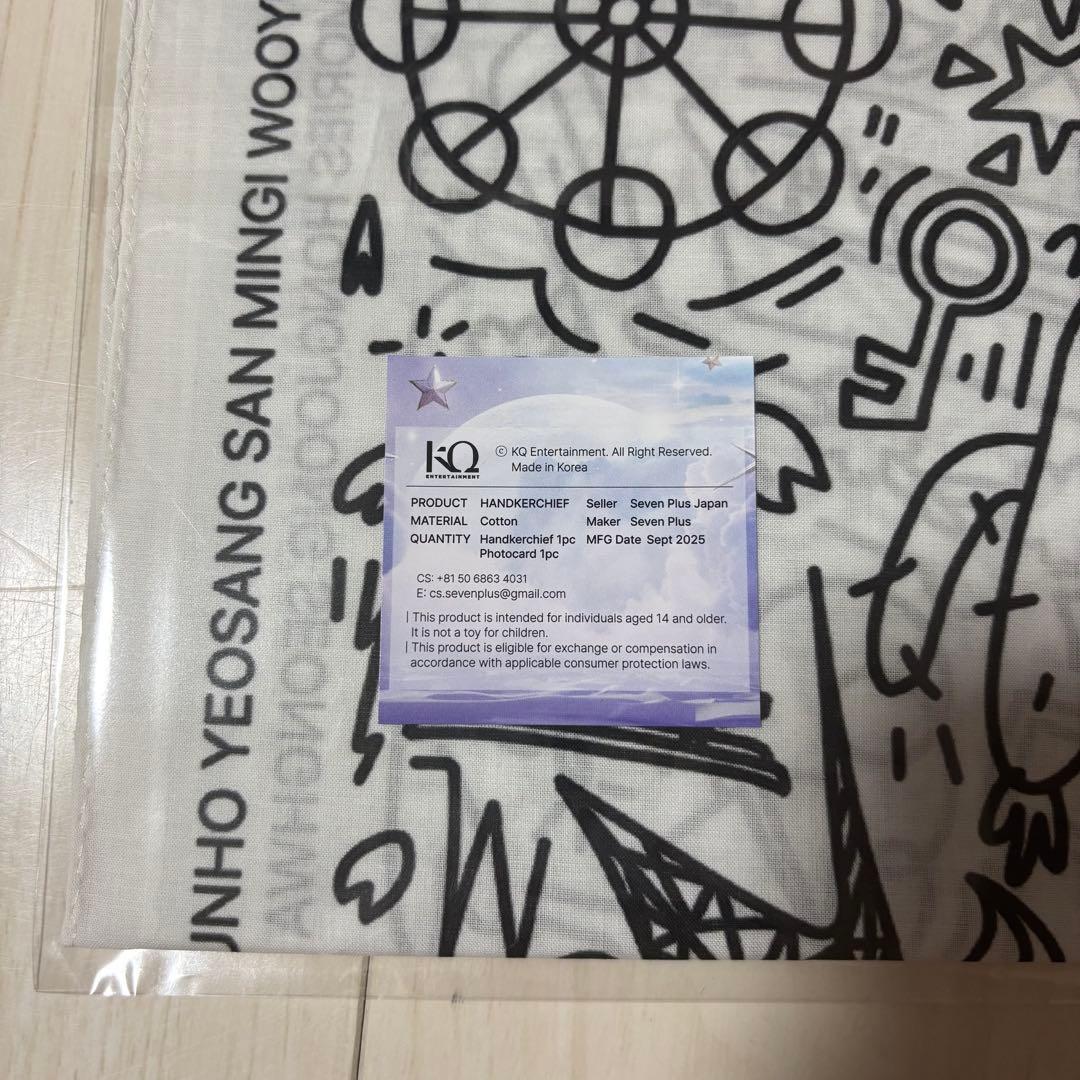 UNHO YEOSANG SAN MINGI WOOY
KQ
ENTERTAINMENT
© KQ Entertainment. All Right Reserved.
Made in Korea
PRODUCT HANDKERCHIEF Seller Seven Plus Japan
MATERIAL Cotton Maker Seven Plus
QUANTITY Handkerchief 1pc MFG Date Sept 2025
Photocard 1pc
CS: +81 50 6863 4031
E: cs.sevenplus@gmail.com
| This product is intended for individuals aged 14 and older.
It is not a toy for children.
| This product is eligible for exchange or compensation in
accordance with applicable consumer protection laws.